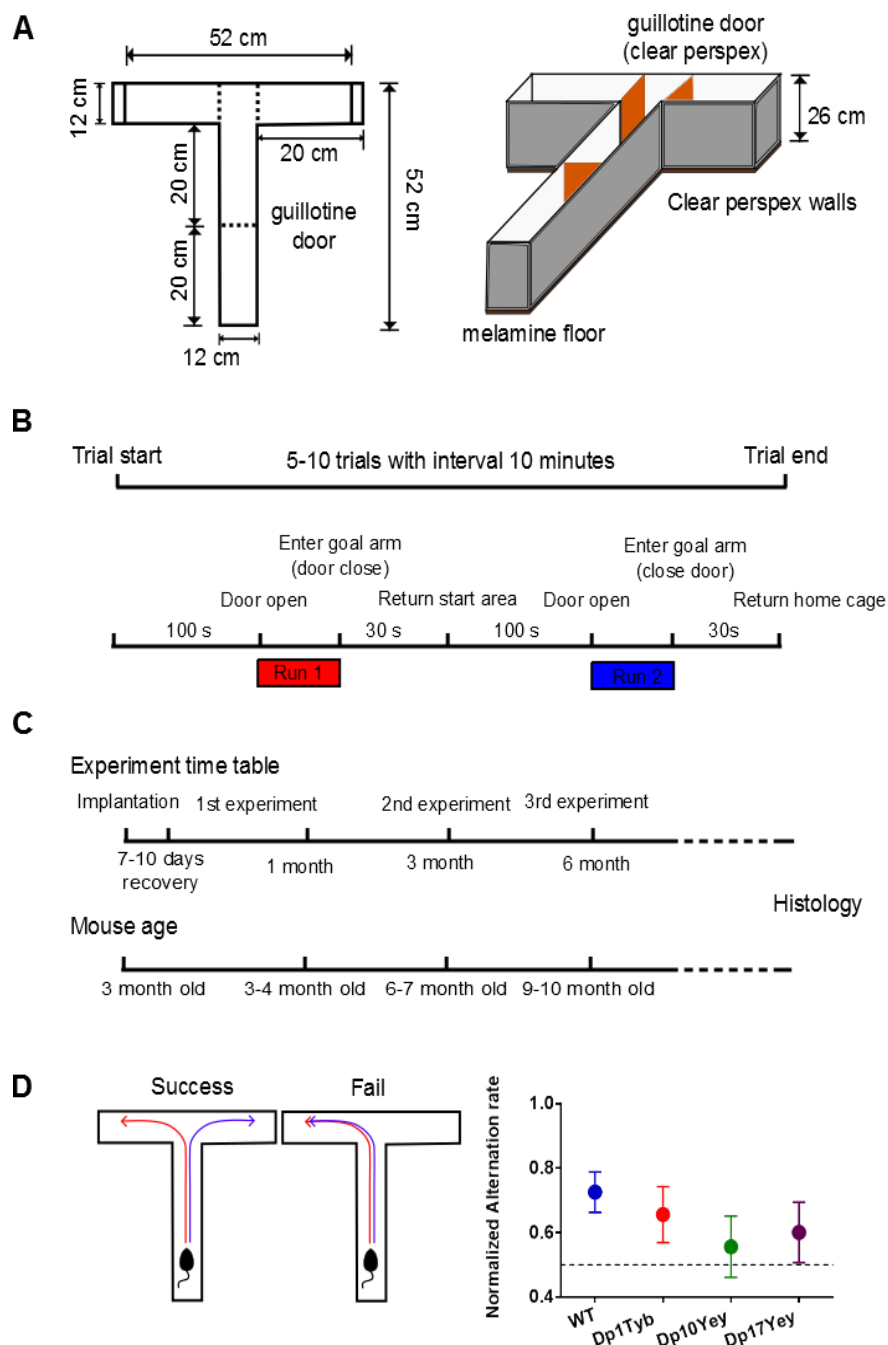 A
52 cm
12 cm
20 cm
20 cm
20 cm
52 cm
guillotine
door
12 cm
guillotine door
(clear perspex)
26 cm
Clear perspex walls
melamine floor
B
Trial start
5-10 trials with interval 10 minutes
Trial end
Enter goal arm
(door close)
Enter goal arm
(close door)
Door open
Return start area
Door open
Return home cage
100 s
30 s
100 s
30s
Run 1
Run 2
C
Experiment time table
Implantation
1st experiment
2nd experiment
3rd experiment
7-10 days
recovery
1 month
3 month
6 month
Histology
Mouse age
3 month old
3-4 month old
6-7 month old
9-10 month old
D
Success
Fail
Normalized Alternation rate
1.0
0.8
0.6
0.4
WT
Dp1Tyb
Dp10Yey
Dp17Yey